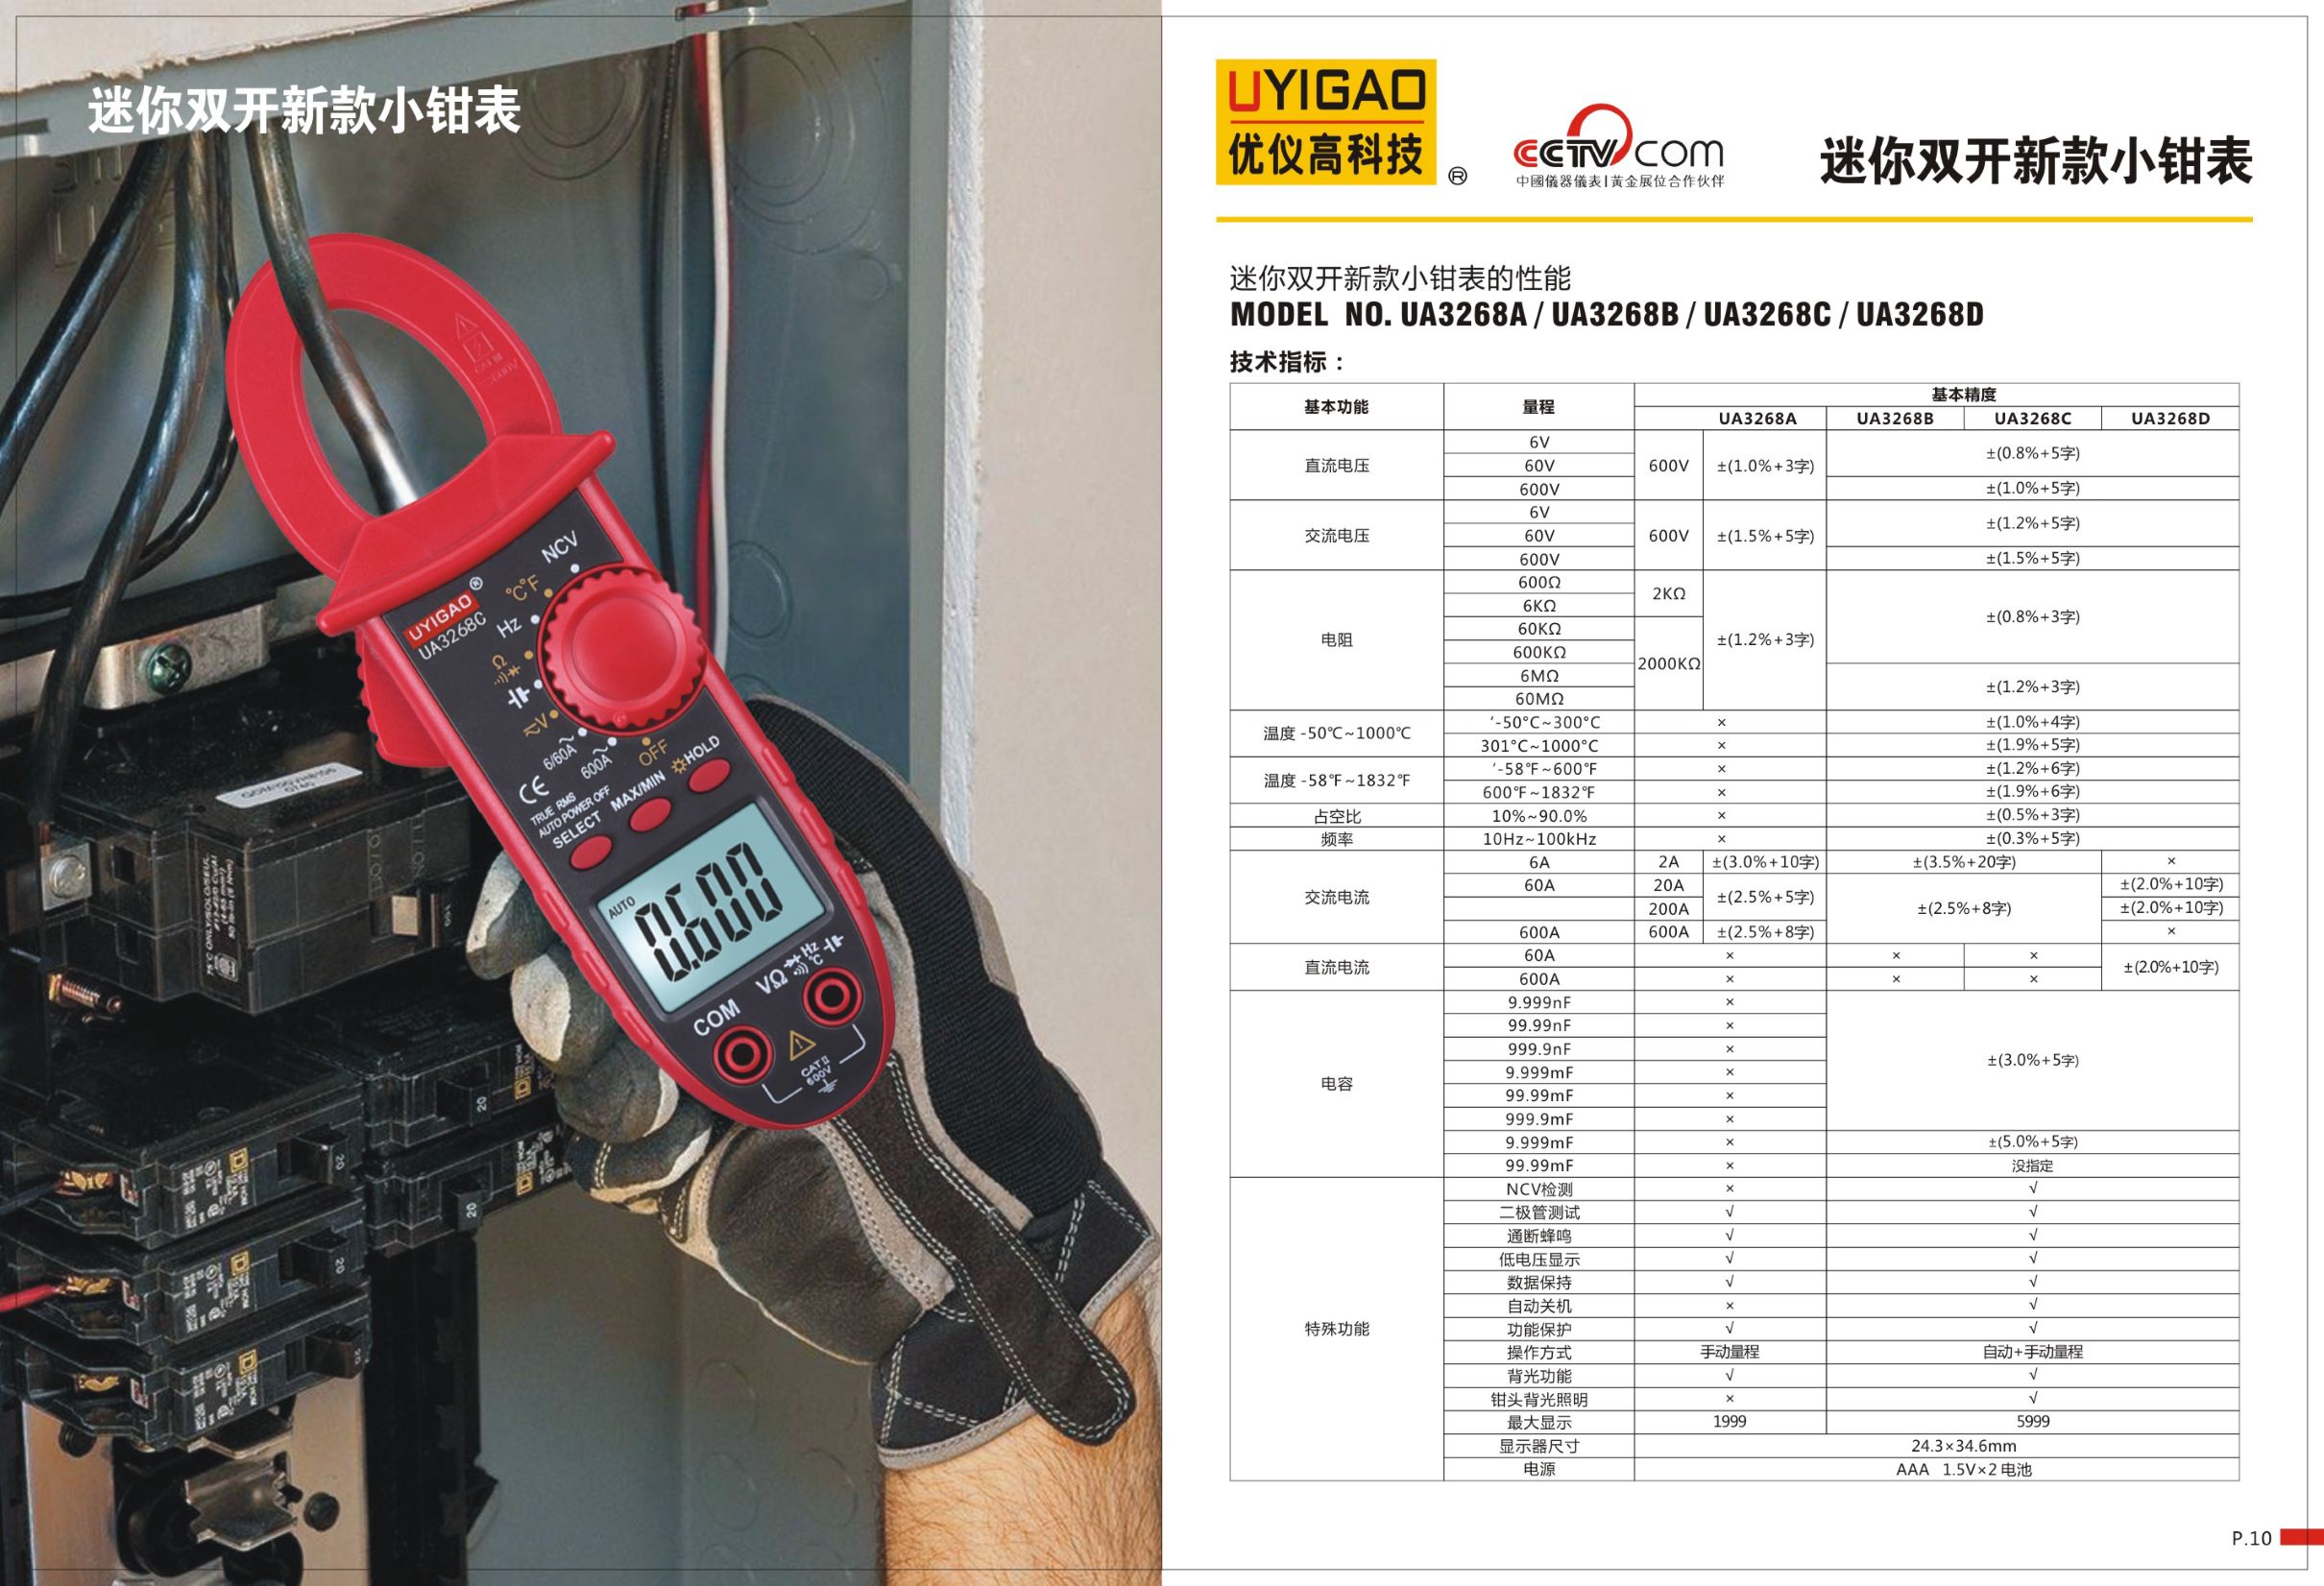 迷你双开新款小钳表
NCV
°C°F
Hz
Ω
UYIGAO®
UA3268C
V
6/60A
600A
OFF
CE
TRUE RMS
AUTO POWER OFF
SELECT
MAX/MIN
HOLD
AUTO
0.600
COM
VΩ Hz
°C
CAT II
600V
20
20
20
20
20
UYIGAO
优仪高科技 ®
CCTV.com
中國儀器儀表|黃金展位合作伙伴
迷你双开新款小钳表
迷你双开新款小钳表的性能
MODEL NO. UA3268A / UA3268B / UA3268C / UA3268D
技术指标：
基本功能 量程 基本精度
UA3268A UA3268B UA3268C UA3268D
直流电压 6V 600V ±(1.0%+3字) ±(0.8%+5字)
60V
600V ±(1.0%+5字)
交流电压 6V 600V ±(1.5%+5字) ±(1.2%+5字)
60V
600V ±(1.5%+5字)
电阻 600Ω 2KΩ ±(1.2%+3字) ±(0.8%+3字)
6KΩ
60KΩ 2000KΩ
600KΩ
6MΩ ±(1.2%+3字)
60MΩ
温度 -50℃~1000℃ ‘-50°C~300°C × ±(1.0%+4字)
301°C~1000°C × ±(1.9%+5字)
温度 -58℉~1832℉ ‘-58℉~600℉ × ±(1.2%+6字)
600℉~1832℉ × ±(1.9%+6字)
占空比 10%~90.0% × ±(0.5%+3字)
频率 10Hz~100kHz × ±(0.3%+5字)
交流电流 6A 2A ±(3.0%+10字) ±(3.5%+20字) ×
60A 20A ±(2.5%+5字) ±(2.5%+8字) ±(2.0%+10字)
200A ±(2.0%+10字)
600A 600A ±(2.5%+8字) ×
直流电流 60A × × × ±(2.0%+10字)
600A × × ×
电容 9.999nF × ±(3.0%+5字)
99.99nF ×
999.9nF ×
9.999mF ×
99.99mF ×
999.9mF ×
9.999mF × ±(5.0%+5字)
99.99mF × 没指定
特殊功能 NCV检测 × √
二极管测试 √ √
通断蜂鸣 √ √
低电压显示 √ √
数据保持 √ √
自动关机 × √
功能保护 √ √
操作方式 手动量程 自动+手动量程
背光功能 √ √
钳头背光照明 × √
最大显示 1999 5999
显示器尺寸 24.3×34.6mm
电源 AAA 1.5V×2 电池
P.10